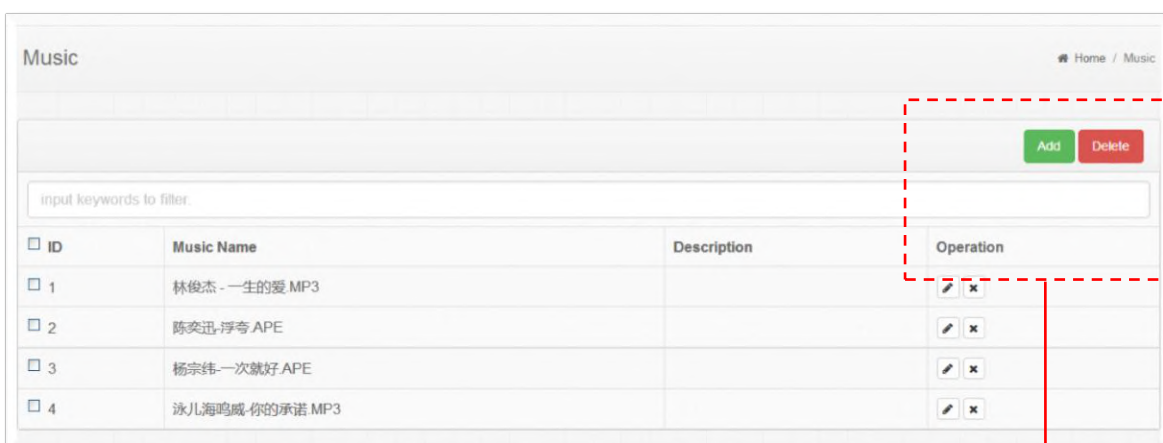 Music
Home / Music
Add Delete
input keywords to filter.
ID Music Name Description Operation
1 林俊杰 - 一生的爱.MP3
2 陈奕迅-浮夸.APE
3 杨宗纬-一次就好.APE
4 泳儿海鸣威-你的承诺.MP3